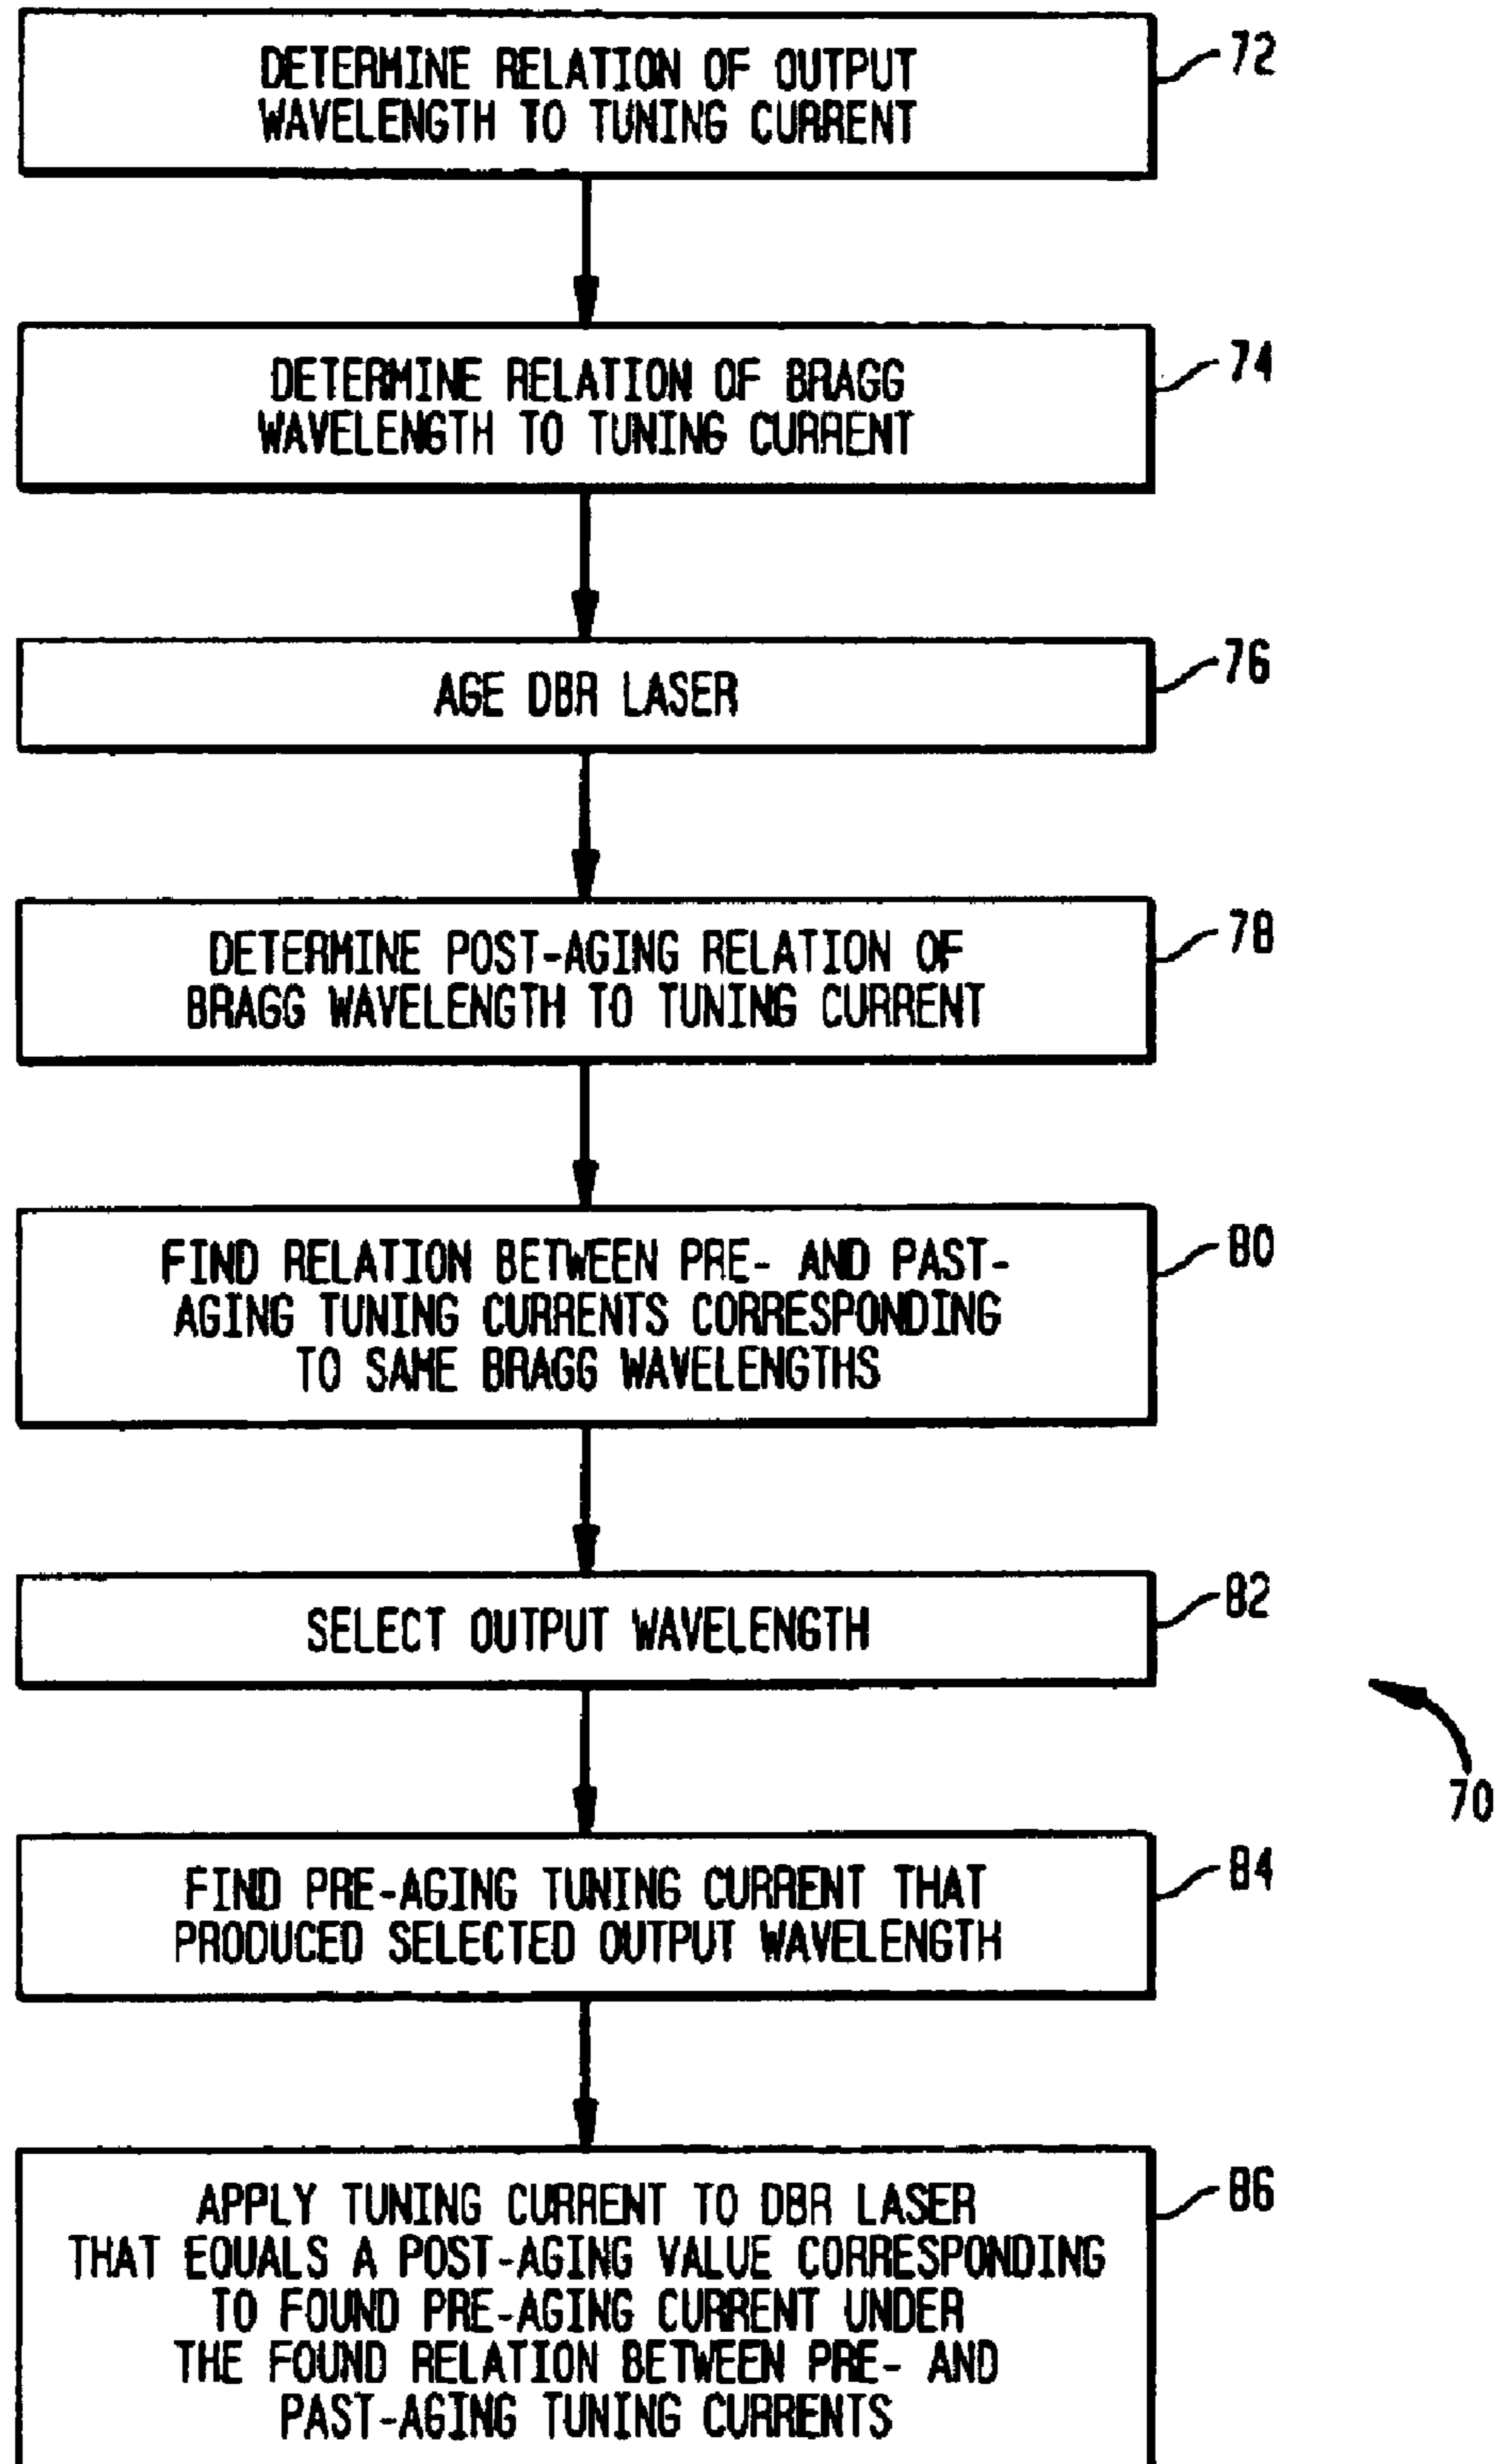 DETERMINE RELATION OF OUTPUT
WAVELENGTH TO TUNING CURRENT
72
DETERMINE RELATION OF BRAGG
WAVELENGTH TO TUNING CURRENT
74
AGE DBR LASER
76
DETERMINE POST-AGING RELATION OF
BRAGG WAVELENGTH TO TUNING CURRENT
78
FIND RELATION BETWEEN PRE- AND PAST-
AGING TUNING CURRENTS CORRESPONDING
TO SAME BRAGG WAVELENGTHS
80
SELECT OUTPUT WAVELENGTH
82
70
FIND PRE-AGING TUNING CURRENT THAT
PRODUCED SELECTED OUTPUT WAVELENGTH
84
APPLY TUNING CURRENT TO DBR LASER
THAT EQUALS A POST-AGING VALUE CORRESPONDING
TO FOUND PRE-AGING CURRENT UNDER
THE FOUND RELATION BETWEEN PRE- AND
PAST-AGING TUNING CURRENTS
86